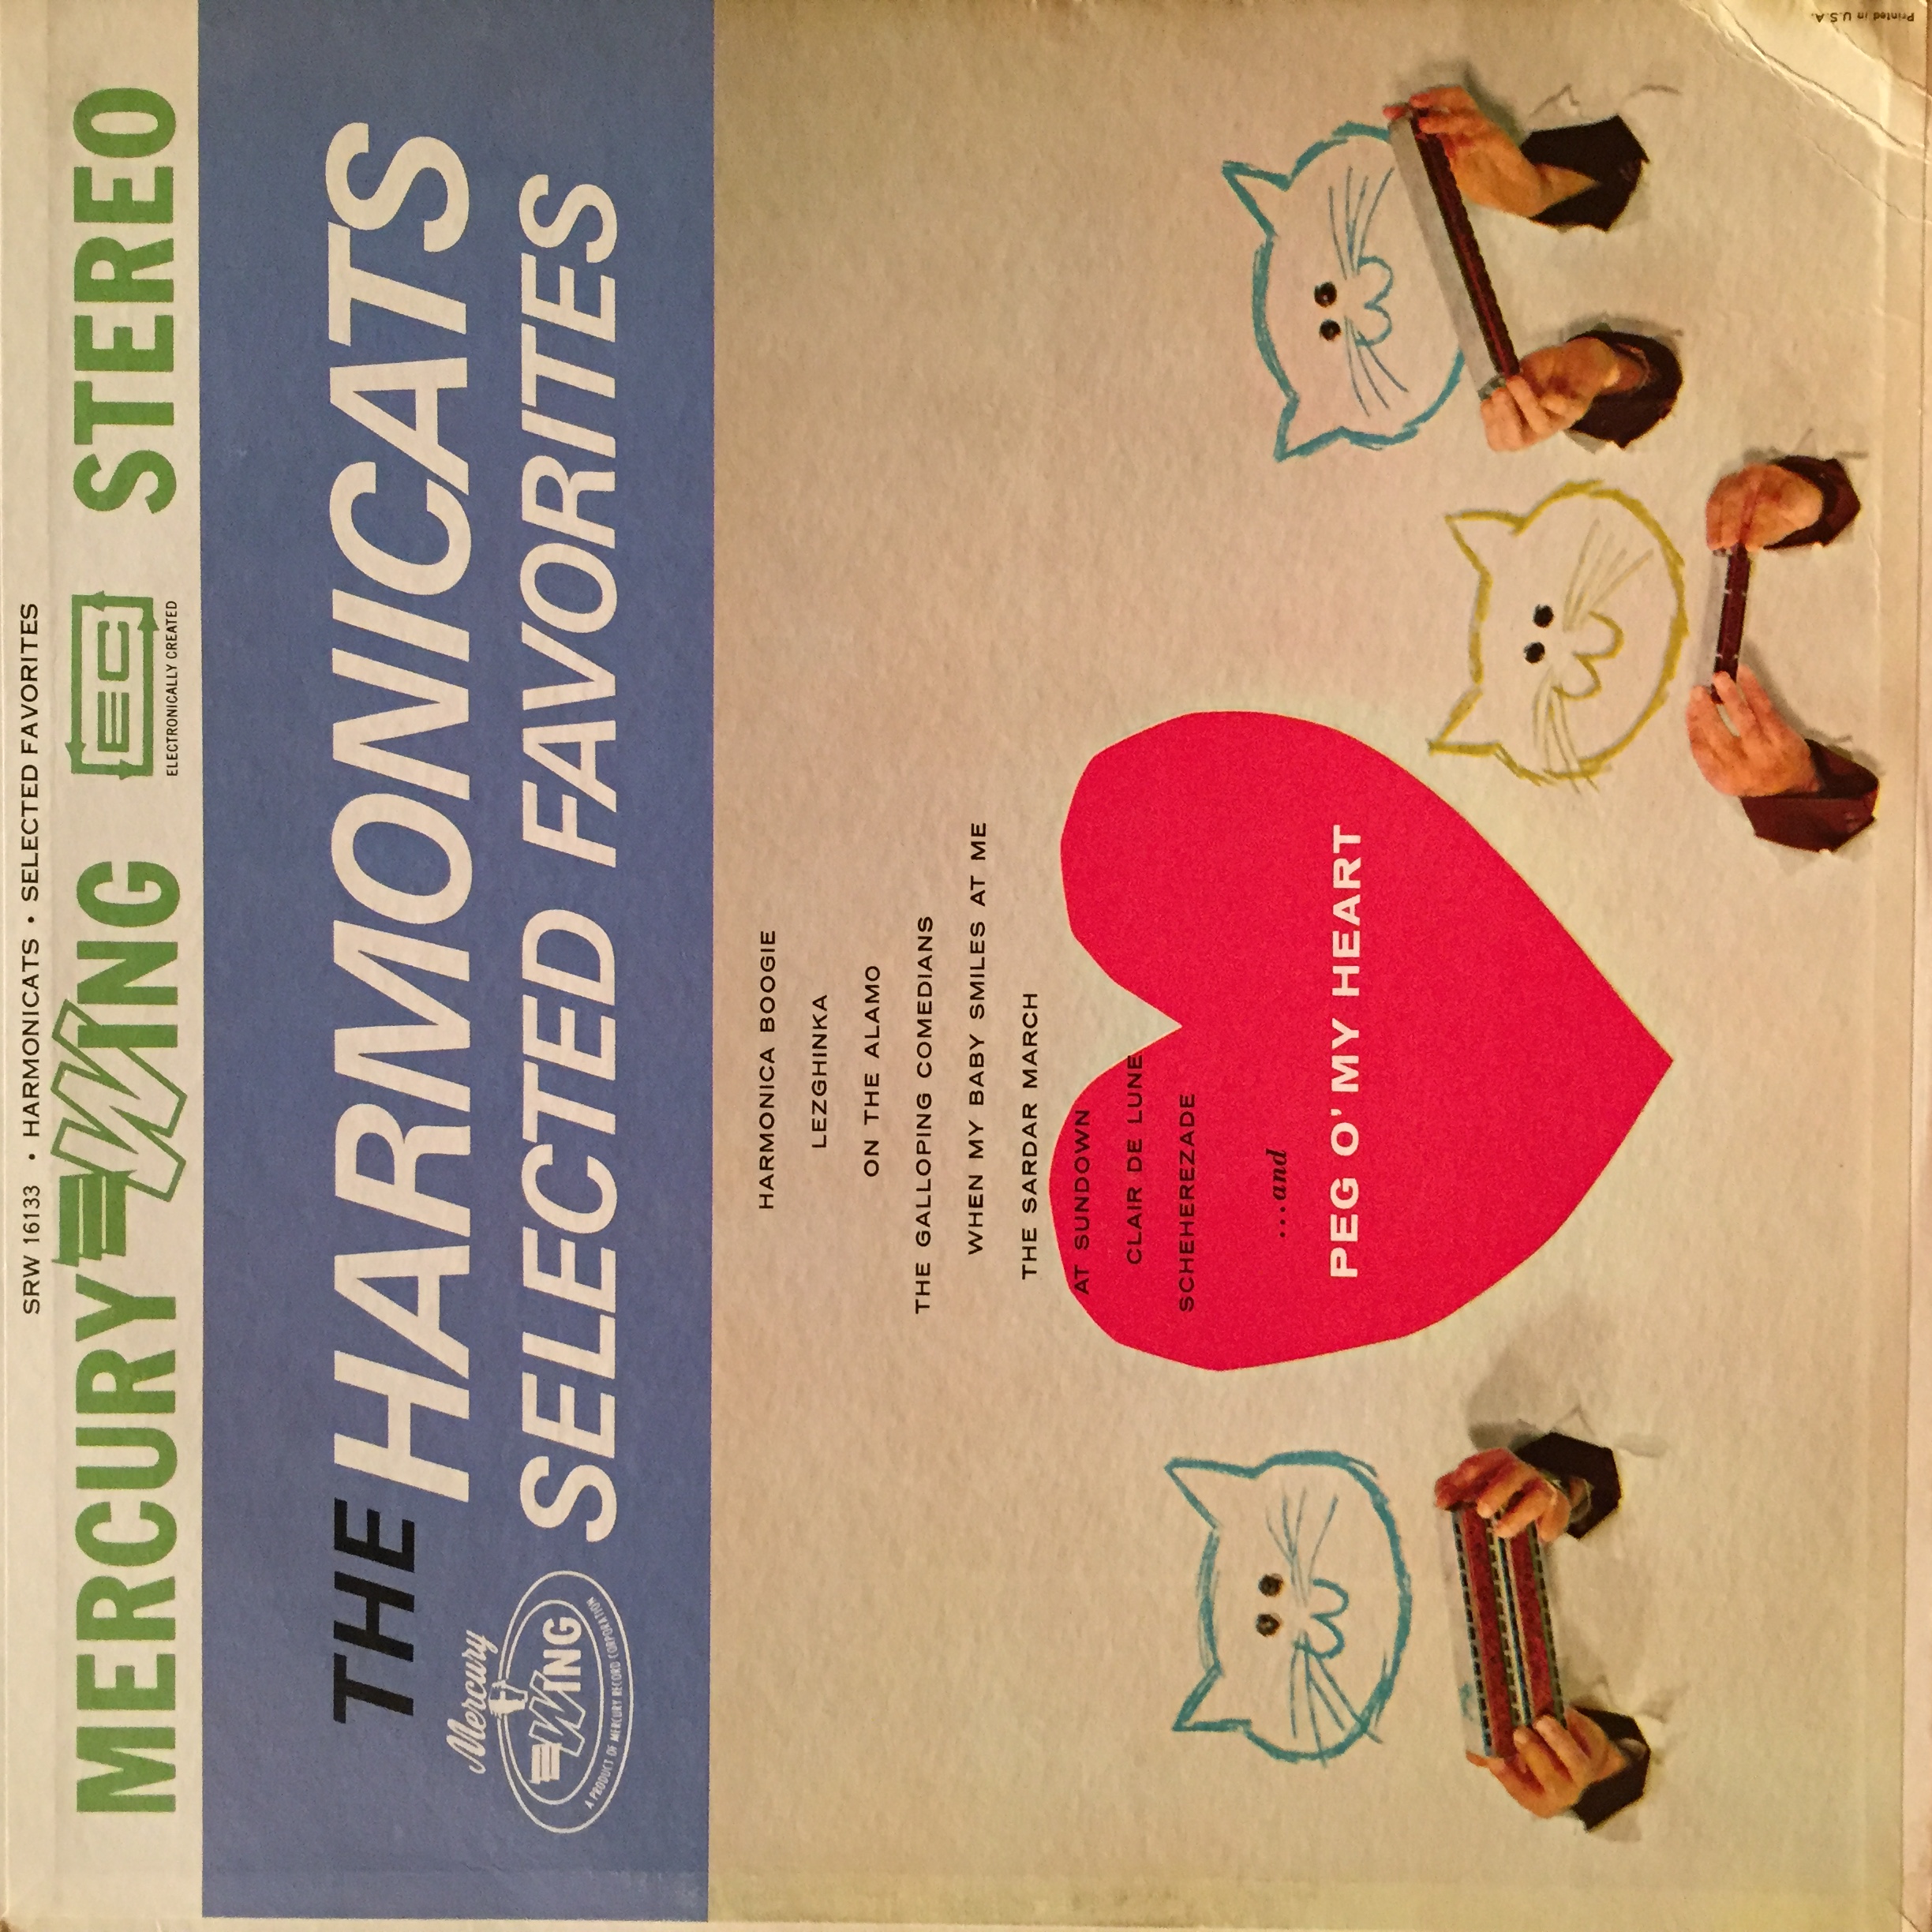 SRW 16133 • HARMONICATS • SELECTED FAVORITES
MERCURY WING EC STEREO
ELECTRONICALLY CREATED
THE HARMONICATS
SELECTED FAVORITES
Mercury
WING
A PRODUCT OF MERCURY RECORD CORPORATION
HARMONICA BOOGIE
LEZGHINKA
ON THE ALAMO
THE GALLOPING COMEDIANS
WHEN MY BABY SMILES AT ME
THE SARDAR MARCH
AT SUNDOWN
CLAIR DE LUNE
SCHEHEREZADE
...and
PEG O' MY HEART
Printed in U.S.A.